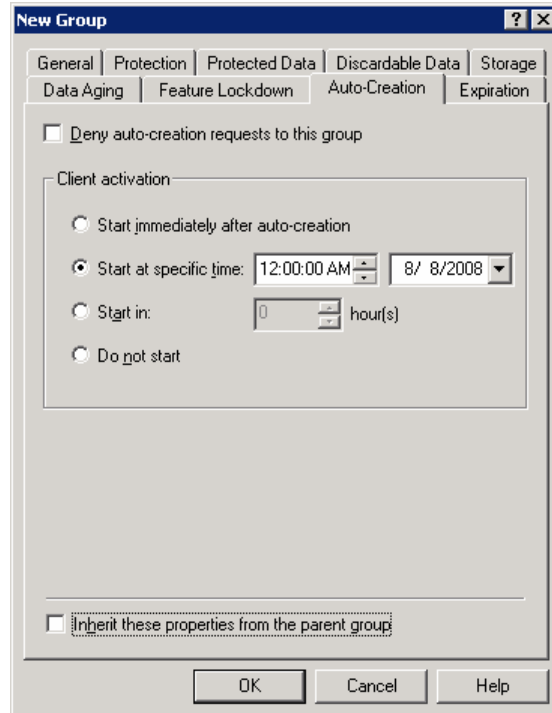 New Group
General Protection Protected Data Discardable Data Storage
Data Aging Feature Lockdown Auto-Creation Expiration
Deny auto-creation requests to this group
Client activation
Start immediately after auto-creation
Start at specific time: 12:00:00 AM 8/ 8/2008
Start in: 0 hour(s)
Do not start
Inherit these properties from the parent group
OK Cancel Help